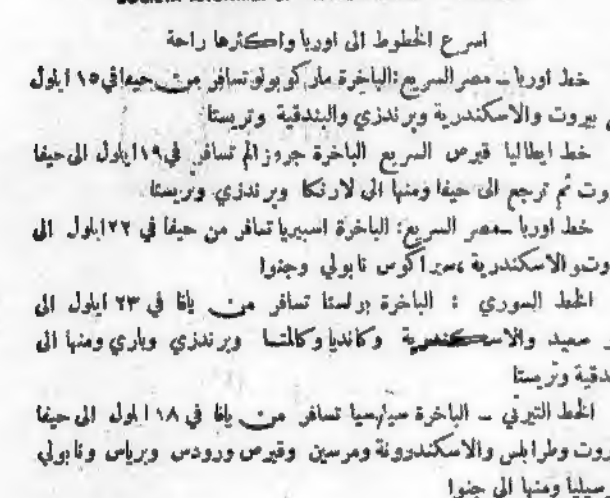 اسرع الخطوط الى اوربا واكثرها راحة
خط اوربا ـ مصر السريع: الباخرة ماركو بولو تسافر من حيفا في ١٥ ايلول
بيروت والاسكندرية وبرندزي والبندقية وتريستا
خط ايطاليا قبرص السريع الباخرة جروزالم تسافر في ١٩ ايلول الى حيفا
وت ثم ترجع الى حيفا ومنها الى لارنكا وبرندزي وتريستا
خط اوربا ـ مصر السريع: الباخرة اسبيريا تسافر من حيفا في ٢٢ ايلول الى
وت والاسكندرية سيراكوس نابولي وجنوا
الخط السوري : الباخرة برلستا تسافر من يافا في ٢٣ ايلول الى
سعيد والاسكندرية وكانديا وكالمتا وبرندزي وباري ومنها الى
دقية وتريستا
الخط التيرني ـ الباخرة تسافر من يافا في ١٨ ايلول الى حيفا
روت وطرابلس والاسكندرونة ومرسين وقبرص ورودس وبرياس ونابولي
رسيليا ومنها الى جنوا